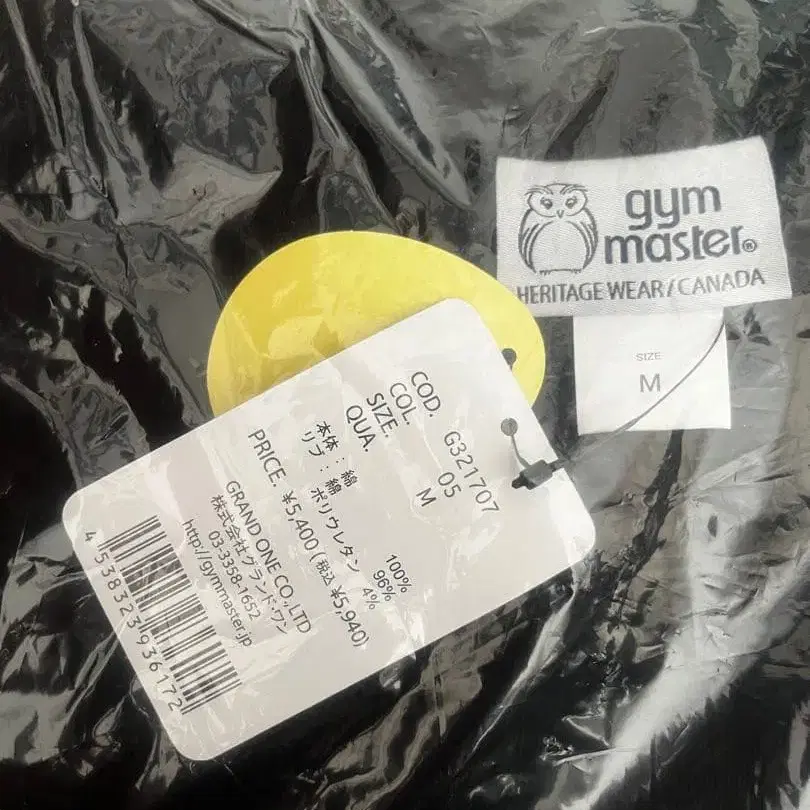 gym
master®
HERITAGE WEAR/CANADA
SIZE
M
COD. G321707
COL. 05
SIZE. M
QUA.
本体 : 綿 100%
リブ : 綿 96%
ポリウレタン 4%
PRICE. ¥5,400 (税込 ¥5,940)
GRAND ONE CO.,LTD
株式会社グランド・ワン
03-3358-1652
http://gymmaster.jp
4 538323 936172